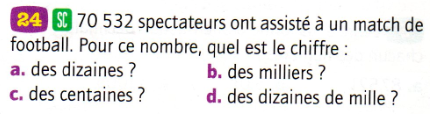 24 SC 70 532 spectateurs ont assisté à un match de
football. Pour ce nombre, quel est le chiffre :
a. des dizaines ? b. des milliers ?
c. des centaines ? d. des dizaines de mille ?